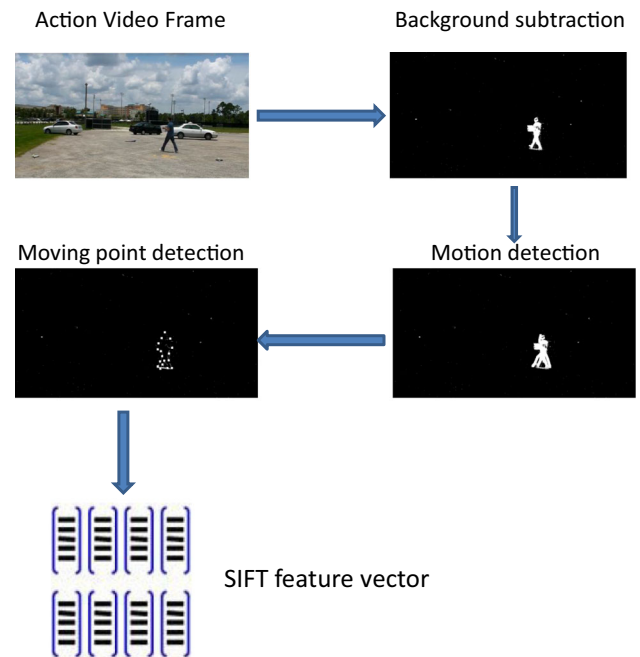 Action Video Frame
Background subtraction
Moving point detection
Motion detection
SIFT feature vector